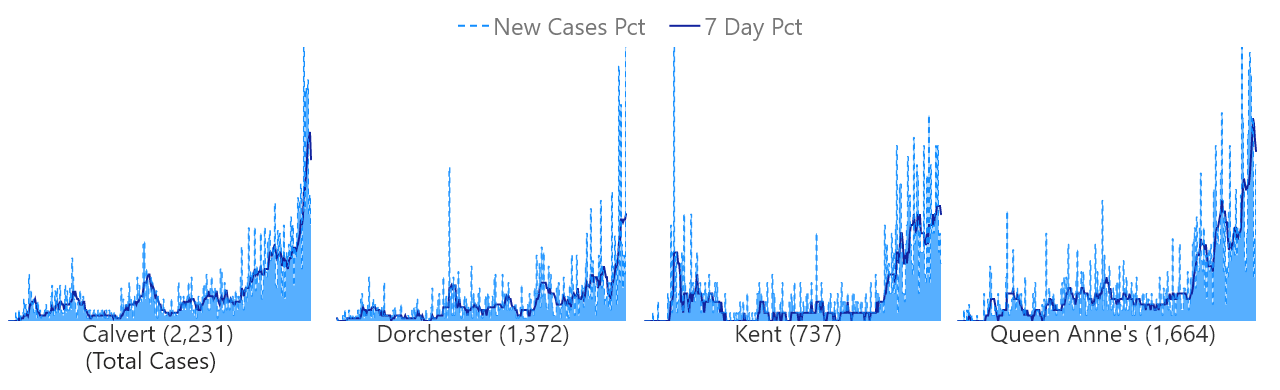 New Cases Pct 7 Day Pct
Calvert (2,231) Dorchester (1,372) Kent (737) Queen Anne's (1,664)
(Total Cases)